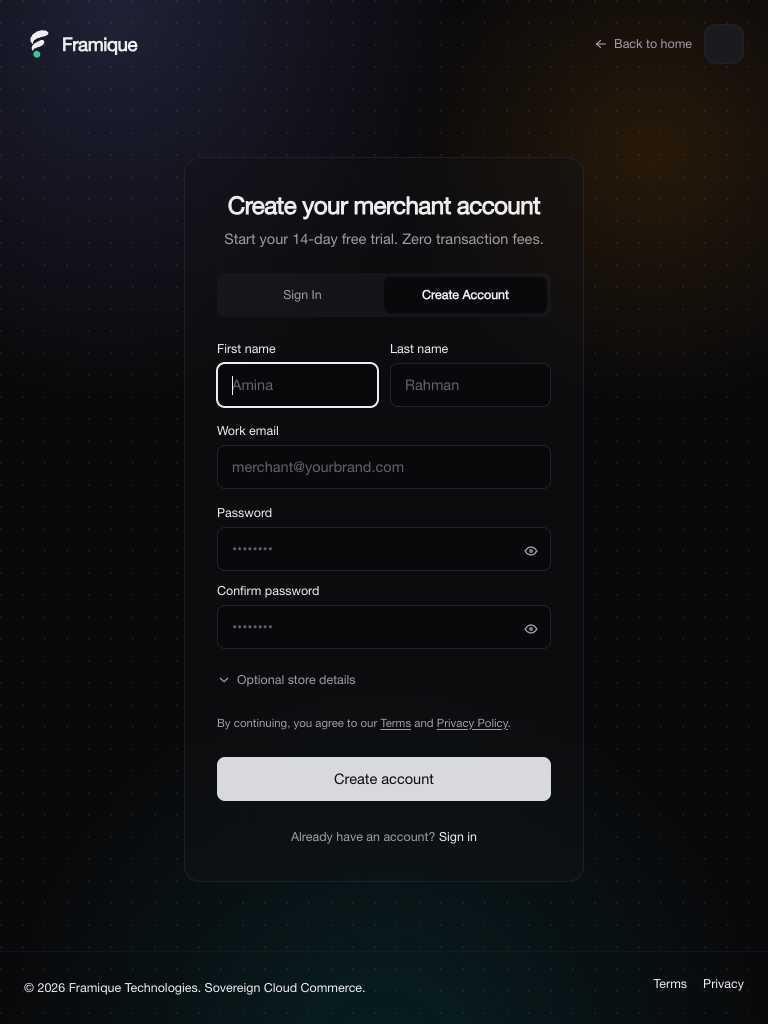 Framique
Back to home
Create your merchant account
Start your 14-day free trial. Zero transaction fees.
Sign In
Create Account
First name
Last name
Amina
Rahman
Work email
merchant@yourbrand.com
Password
••••••••
Confirm password
••••••••
Optional store details
By continuing, you agree to our Terms and Privacy Policy.
Create account
Already have an account? Sign in
© 2026 Framique Technologies. Sovereign Cloud Commerce.
Terms
Privacy